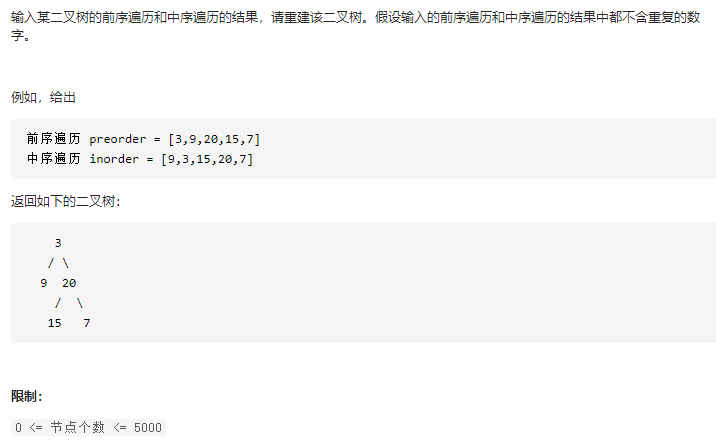 输入某二叉树的前序遍历和中序遍历的结果，请重建该二叉树。假设输入的前序遍历和中序遍历的结果中都不含重复的数
字。
例如，给出
前序遍历 preorder = [3,9,20,15,7]
中序遍历 inorder = [9,3,15,20,7]
返回如下的二叉树：
3
/ \
9 20
/ \
15 7
限制：
0 <= 节点个数 <= 5000